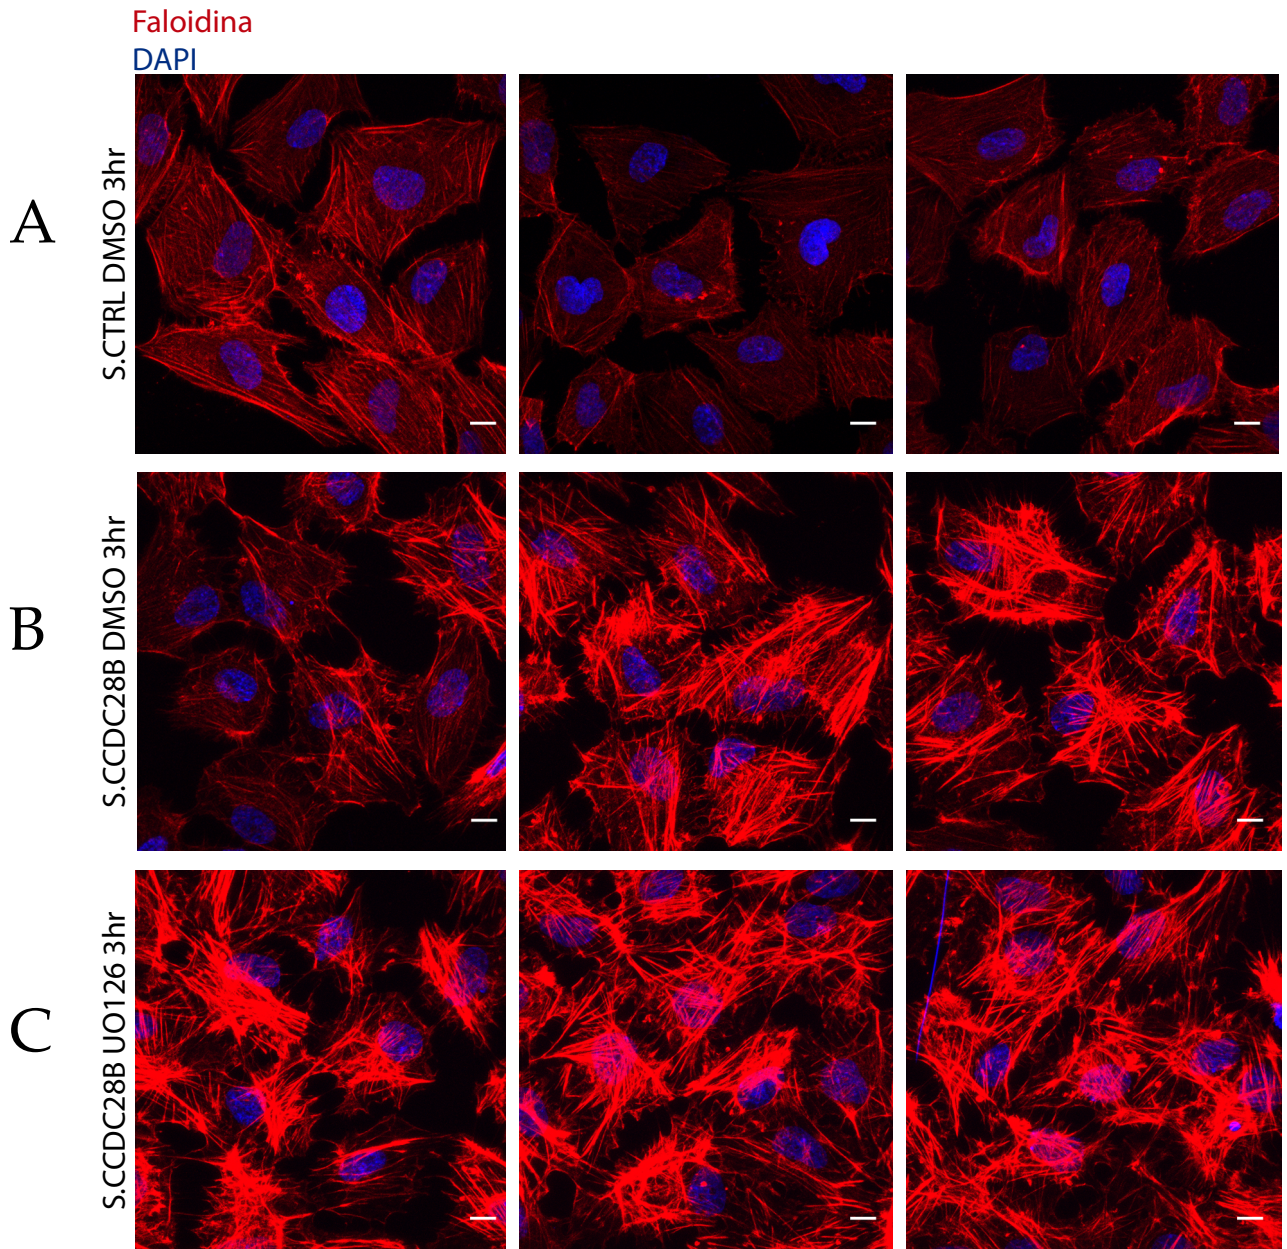 Faloidina
DAPI
A
S.CTRL DMSO 3hr
B
S.CCDC28B DMSO 3hr
C
S.CCDC28B UO126 3hr